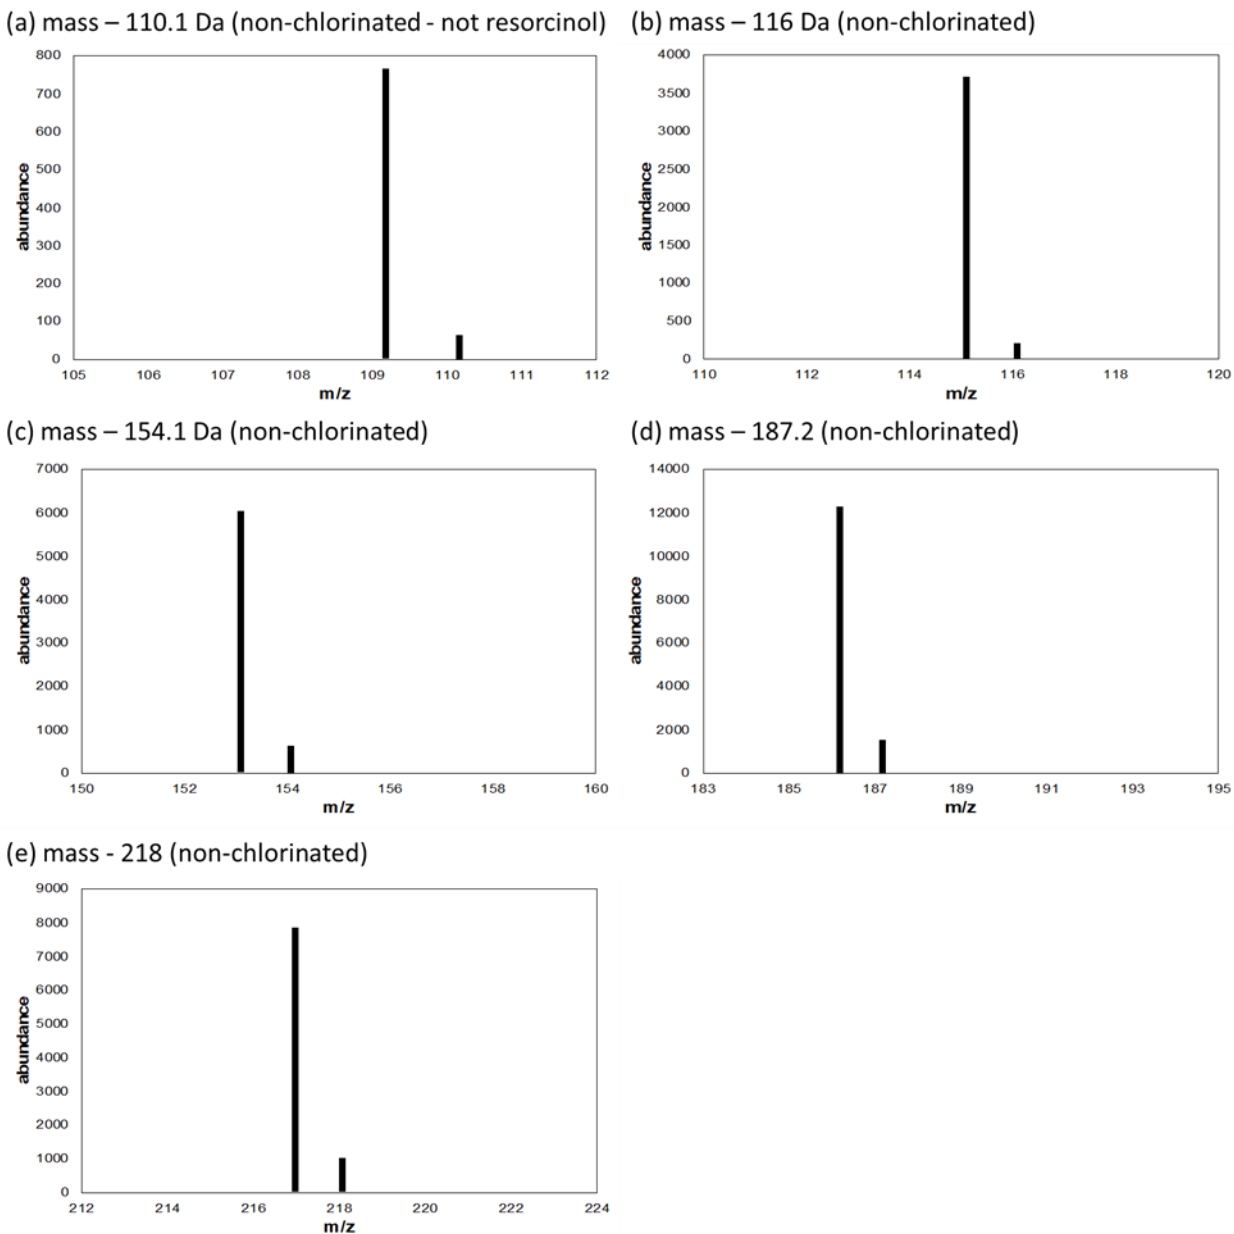 (a) mass – 110.1 Da (non-chlorinated - not resorcinol)
800
700
600
500
400
300
200
100
0
abundance
105 106 107 108 109 110 111 112
m/z
(b) mass – 116 Da (non-chlorinated)
4000
3500
3000
2500
2000
1500
1000
500
0
abundance
110 112 114 116 118 120
m/z
(c) mass – 154.1 Da (non-chlorinated)
7000
6000
5000
4000
3000
2000
1000
0
abundance
150 152 154 156 158 160
m/z
(d) mass – 187.2 (non-chlorinated)
14000
12000
10000
8000
6000
4000
2000
0
abundance
183 185 187 189 191 193 195
m/z
(e) mass - 218 (non-chlorinated)
9000
8000
7000
6000
5000
4000
3000
2000
1000
0
abundance
212 214 216 218 220 222 224
m/z